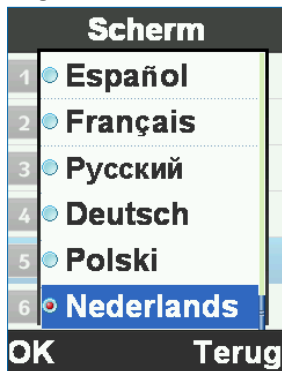 Scherm
1 Español
2 Français
3 Русский
4 Deutsch
5 Polski
6 Nederlands
OK Terug